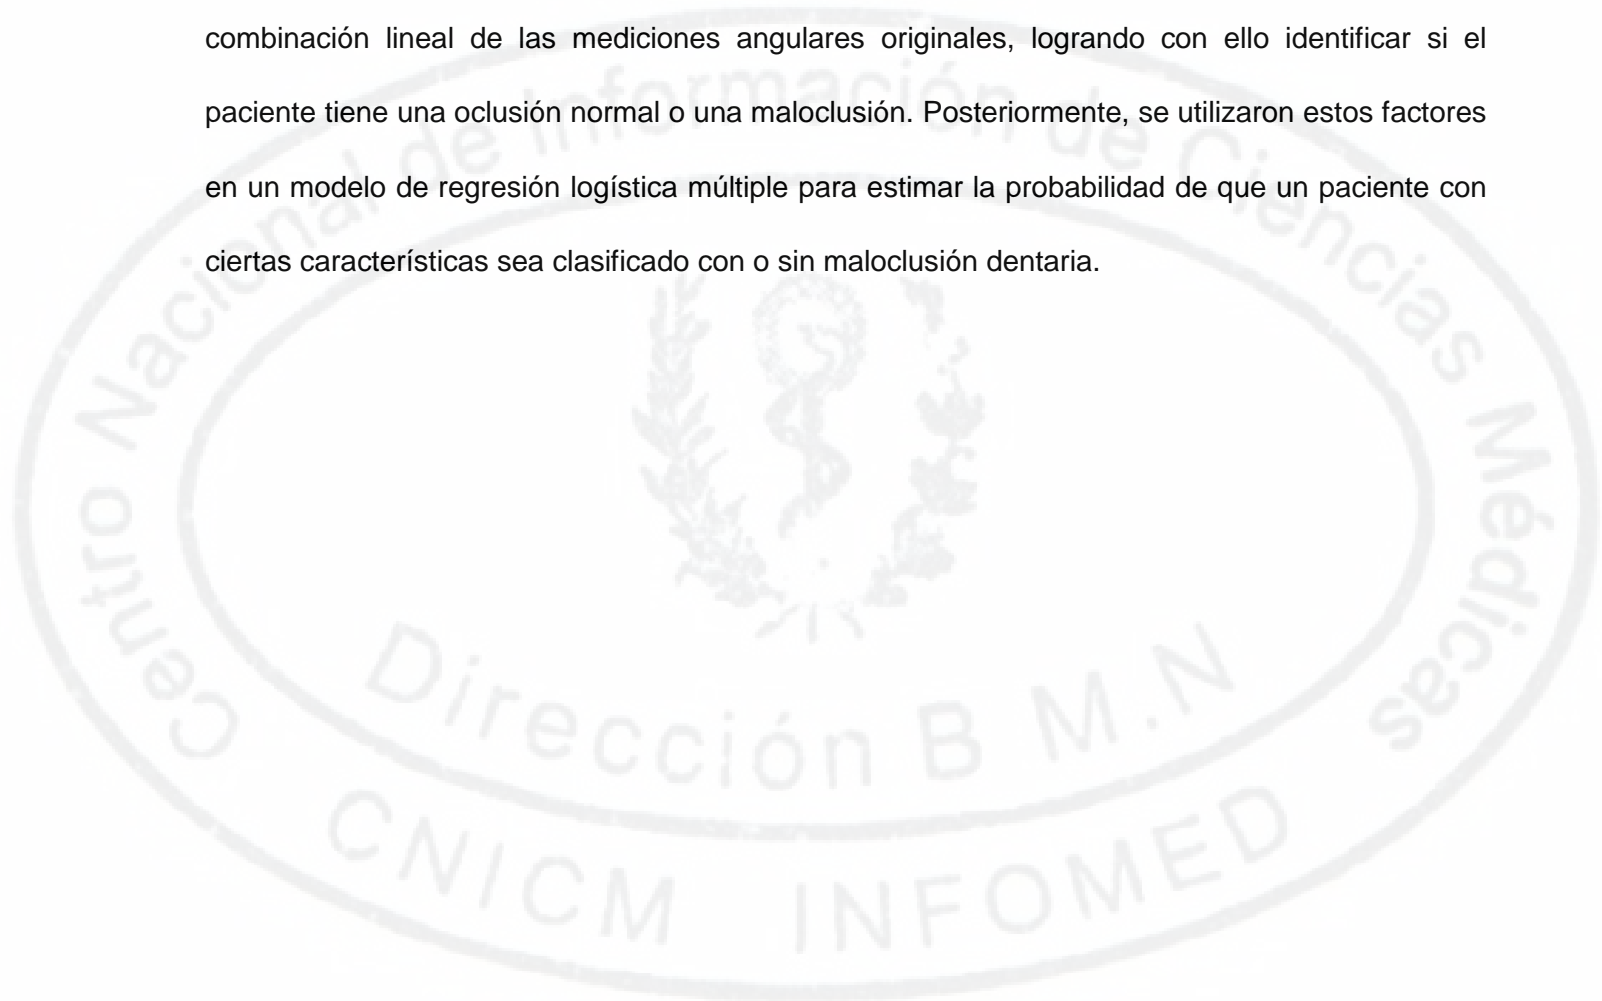 combinación lineal de las mediciones angulares originales, logrando con ello identificar si el
paciente tiene una oclusión normal o una maloclusión. Posteriormente, se utilizaron estos factores
en un modelo de regresión logística múltiple para estimar la probabilidad de que un paciente con
ciertas características sea clasificado con o sin maloclusión dentaria.
Centro Nacional de Información de Ciencias Médicas
Dirección B M.N
CNICM INFOMED